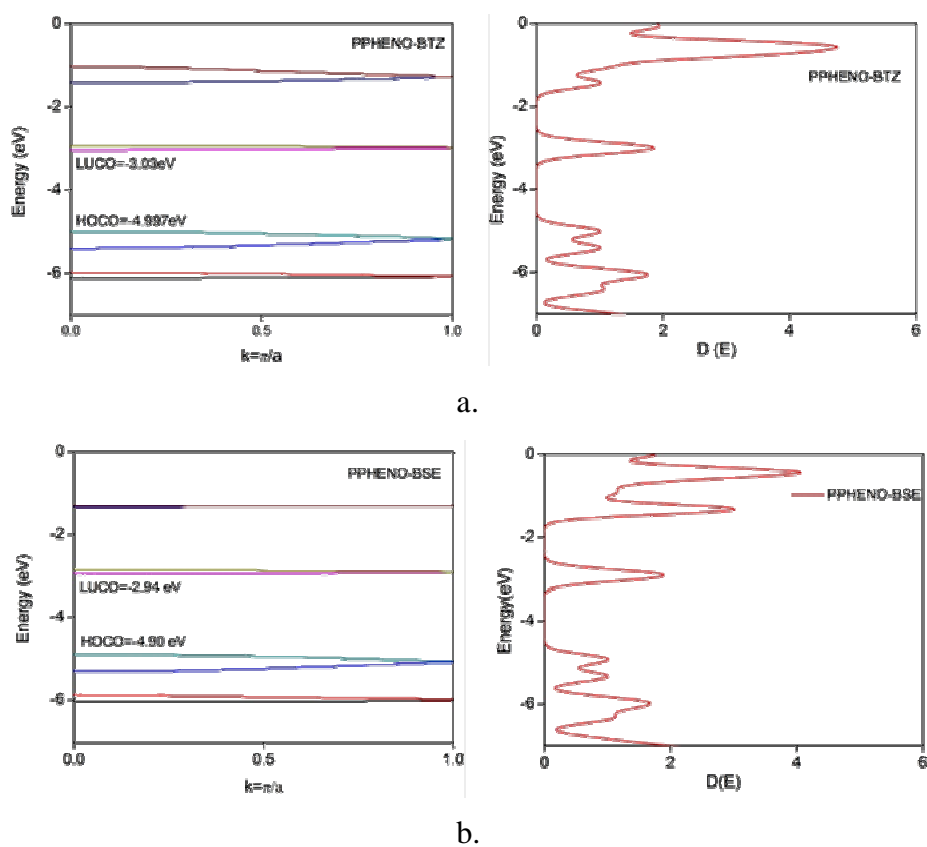 0
-2
-4
-6
Energy (eV)
PPHENO-BTZ
LUCO=-3.03eV
HOCO=-4.997eV
0.0
0.5
1.0
k=π/a
0
-2
-4
-6
Energy (eV)
PPHENO-BTZ
0
2
4
6
D (E)
a.
0
-2
-4
-6
Energy (eV)
PPHENO-BSE
LUCO=-2.94 eV
HOCO=-4.90 eV
0.0
0.5
1.0
k=π/a
0
-2
-4
-6
Energy(eV)
PPHENO-BSE
0
2
4
6
D(E)
b.